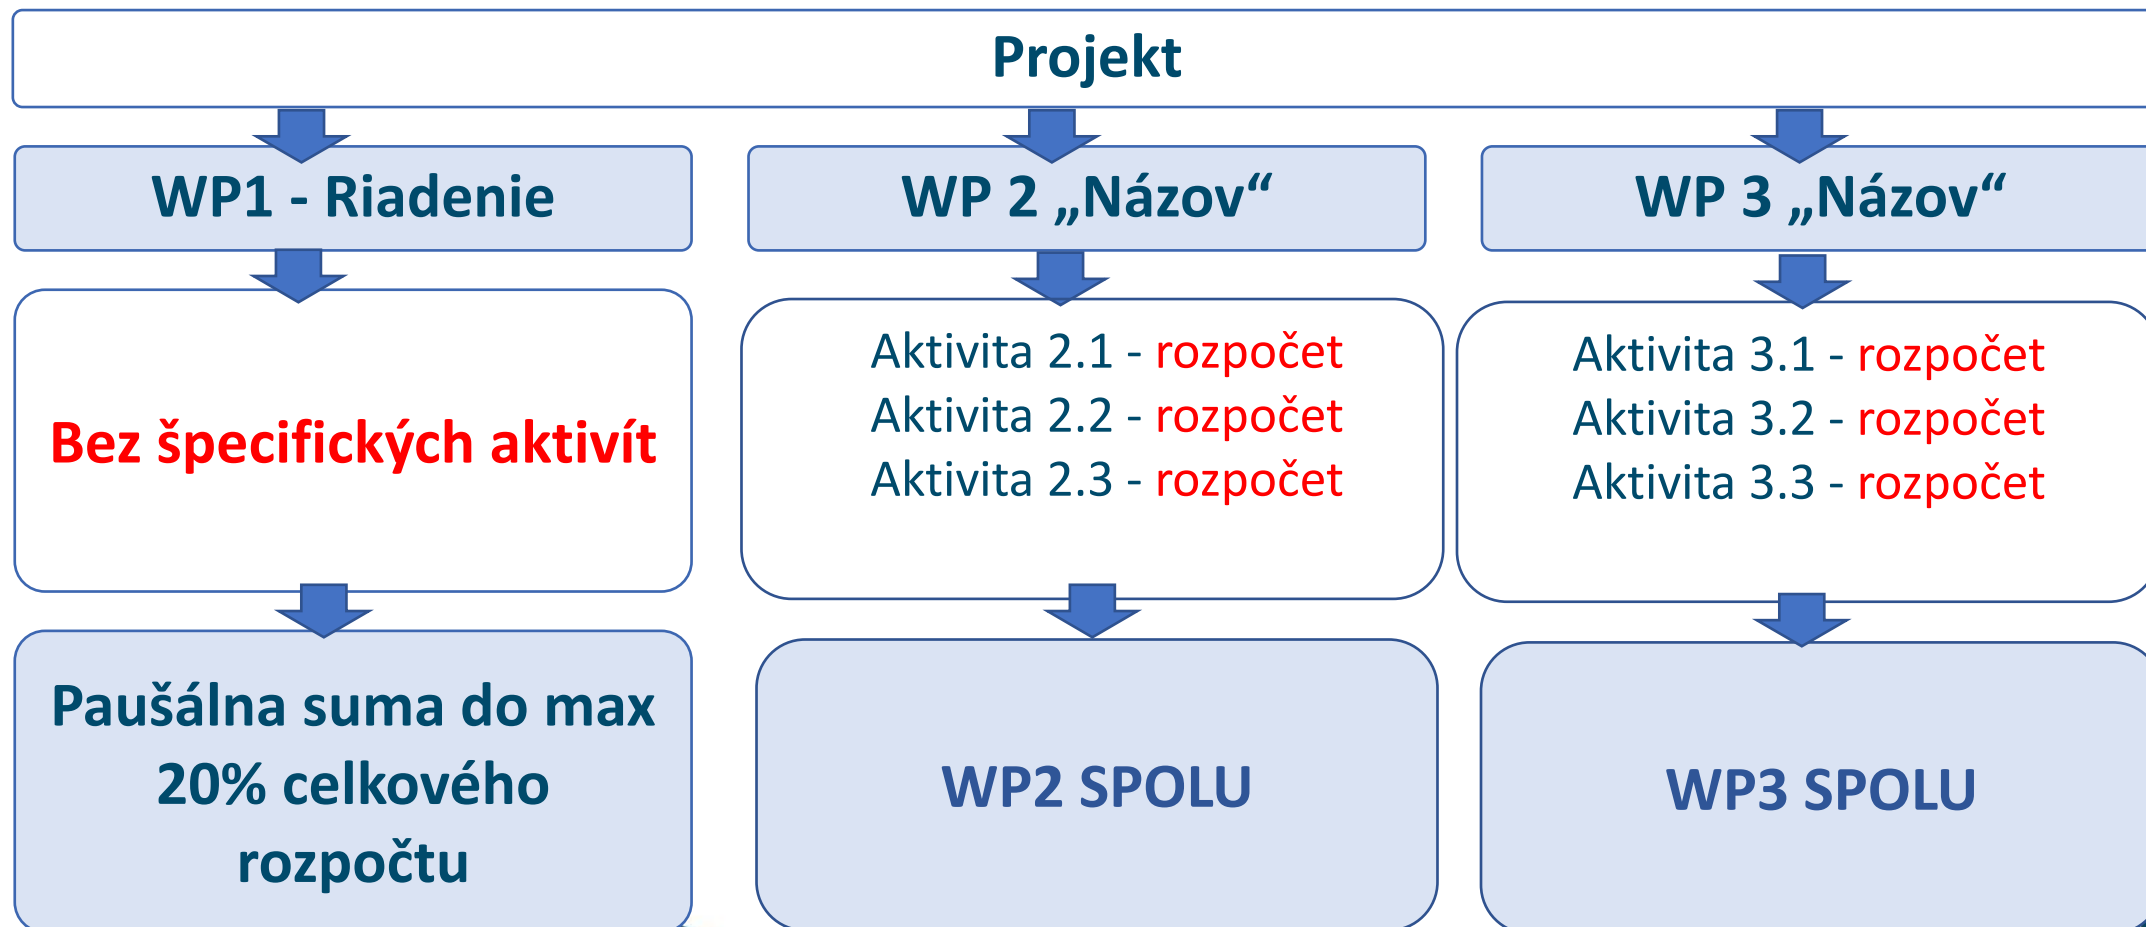 Projekt
WP1 - Riadenie
WP 2 „Názov“
WP 3 „Názov“
Bez špecifických aktivít
Aktivita 2.1 - rozpočet
Aktivita 2.2 - rozpočet
Aktivita 2.3 - rozpočet
Aktivita 3.1 - rozpočet
Aktivita 3.2 - rozpočet
Aktivita 3.3 - rozpočet
Paušálna suma do max
20% celkového
rozpočtu
WP2 SPOLU
WP3 SPOLU